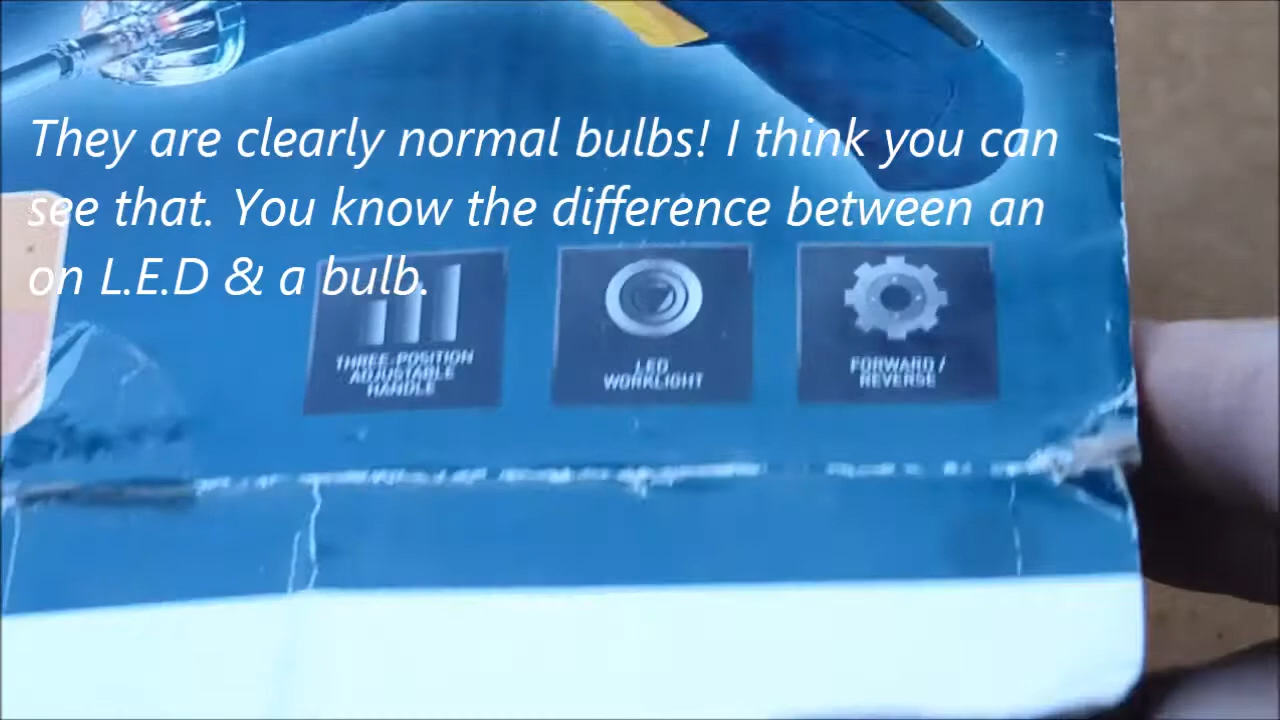 They are clearly normal bulbs! I think you can
see that. You know the difference between an
on L.E.D & a bulb.
THREE-POSITION
ADJUSTABLE
HANDLE
LED
WORKLIGHT
FORWARD /
REVERSE